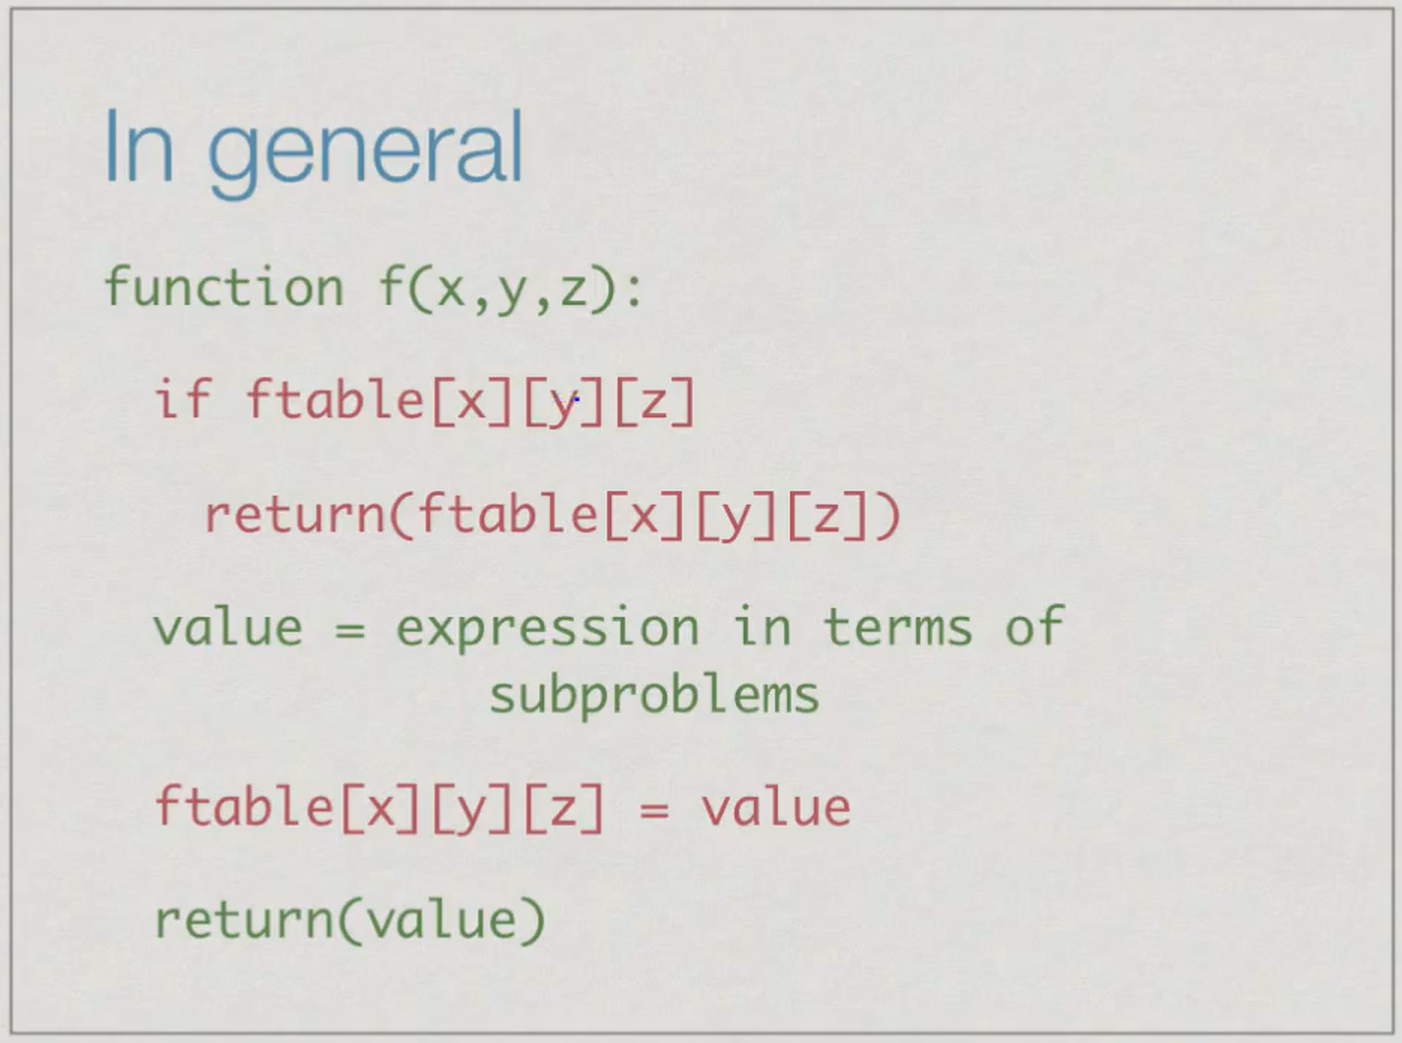 In general
function f(x,y,z):
if ftable[x][y][z]
return(ftable[x][y][z])
value = expression in terms of
subproblems
ftable[x][y][z] = value
return(value)